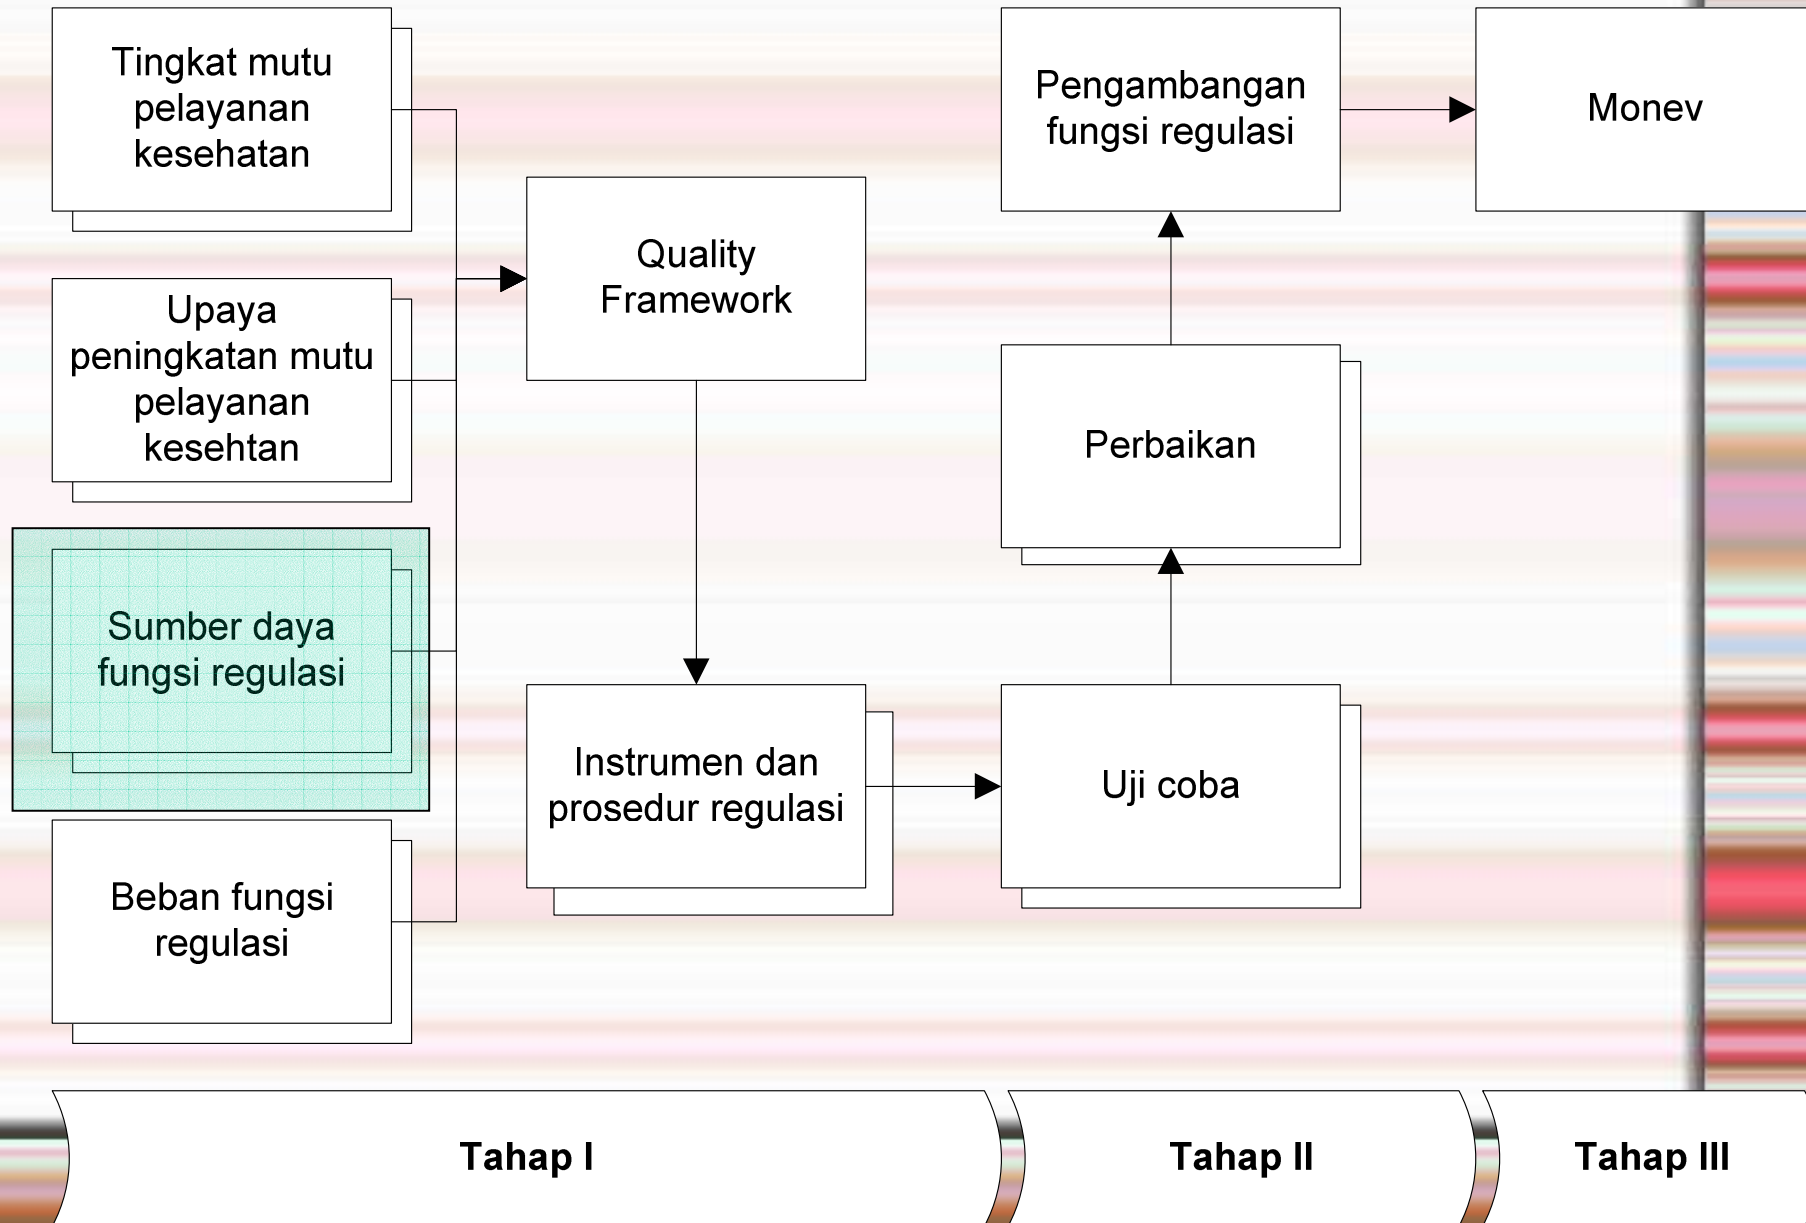 Tingkat mutu
pelayanan
kesehatan
Upaya
peningkatan mutu
pelayanan
kesehtan
Sumber daya
fungsi regulasi
Beban fungsi
regulasi
Quality
Framework
Instrumen dan
prosedur regulasi
Uji coba
Perbaikan
Pengambangan
fungsi regulasi
Monev
Tahap I
Tahap II
Tahap III